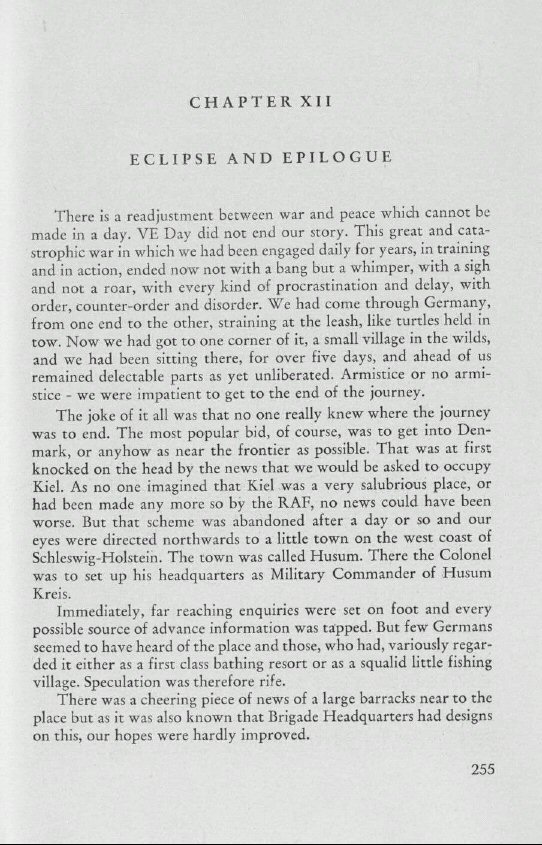 CHAPTER XII
ECLIPSE AND EPILOGUE
There is a readjustment between war and peace which cannot be
made in a day. VE Day did not end our story. This great and cata-
strophic war in which we had been engaged daily for years, in training
and in action, ended now not with a bang but a whimper, with a sigh
and not a roar, with every kind of procrastination and delay, with
order, counter-order and disorder. We had come through Germany,
from one end to the other, straining at the leash, like turtles held in
tow. Now we had got to one corner of it, a small village in the wilds,
and we had been sitting there, for over five days, and ahead of us
remained delectable parts as yet unliberated. Armistice or no armi-
stice - we were impatient to get to the end of the journey.
The joke of it all was that no one really knew where the journey
was to end. The most popular bid, of course, was to get into Den-
mark, or anyhow as near the frontier as possible. That was at first
knocked on the head by the news that we would be asked to occupy
Kiel. As no one imagined that Kiel was a very salubrious place, or
had been made any more so by the RAF, no news could have been
worse. But that scheme was abandoned after a day or so and our
eyes were directed northwards to a little town on the west coast of
Schleswig-Holstein. The town was called Husum. There the Colonel
was to set up his headquarters as Military Commander of Husum
Kreis.
Immediately, far reaching enquiries were set on foot and every
possible source of advance information was tapped. But few Germans
seemed to have heard of the place and those, who had, variously regar-
ded it either as a first class bathing resort or as a squalid little fishing
village. Speculation was therefore rife.
There was a cheering piece of news of a large barracks near to the
place but as it was also known that Brigade Headquarters had designs
on this, our hopes were hardly improved.
255